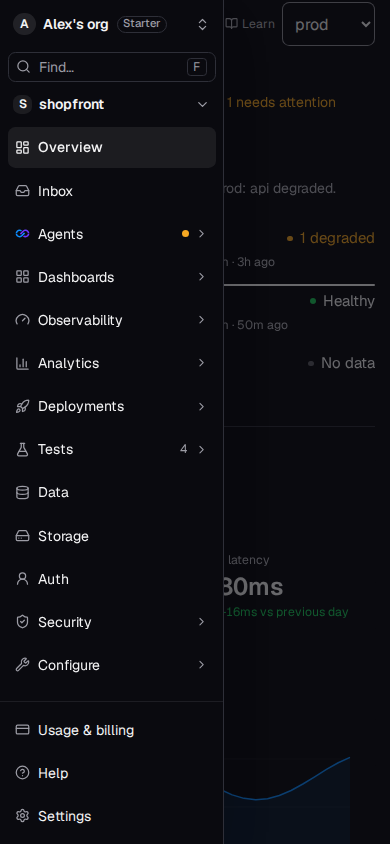 A Alex's org Starter
Learn
prod
Find... F
1 needs attention
S shopfront
Overview
rod: api degraded.
Inbox
Agents
1 degraded
· 3h ago
Dashboards
Healthy
Observability
· 50m ago
Analytics
No data
Deployments
Tests 4
Data
Storage
latency
Auth
80ms
-16ms vs previous day
Security
Configure
Usage & billing
Help
Settings